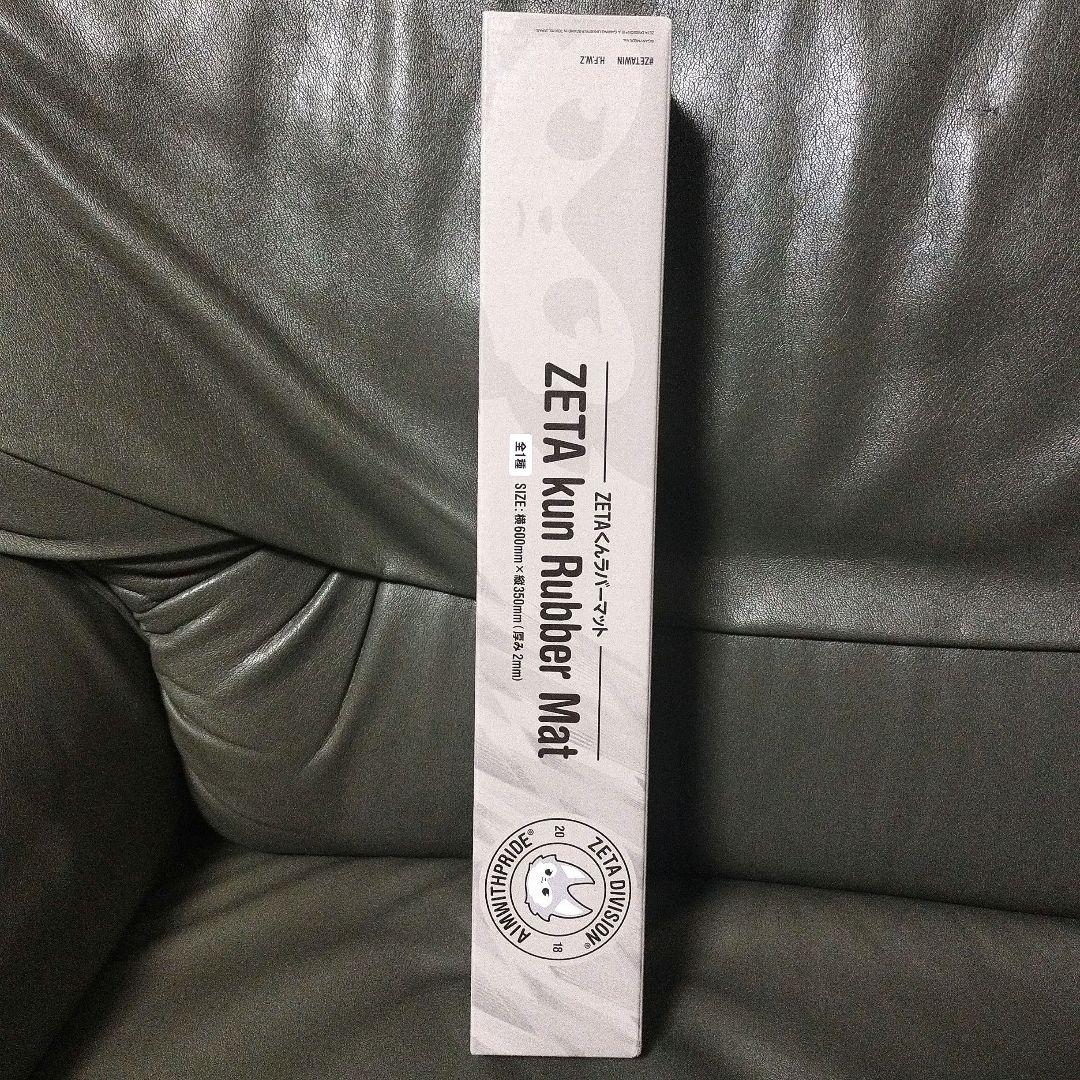 #ZETAWIN H.F.W.Z
ZETAくんラバーマット
ZETA kun Rubber Mat
全1種 SIZE: 横600mm × 縦350mm (厚み2mm)
ZETA DIVISION®
20 18
AIMWITHPRIDE®